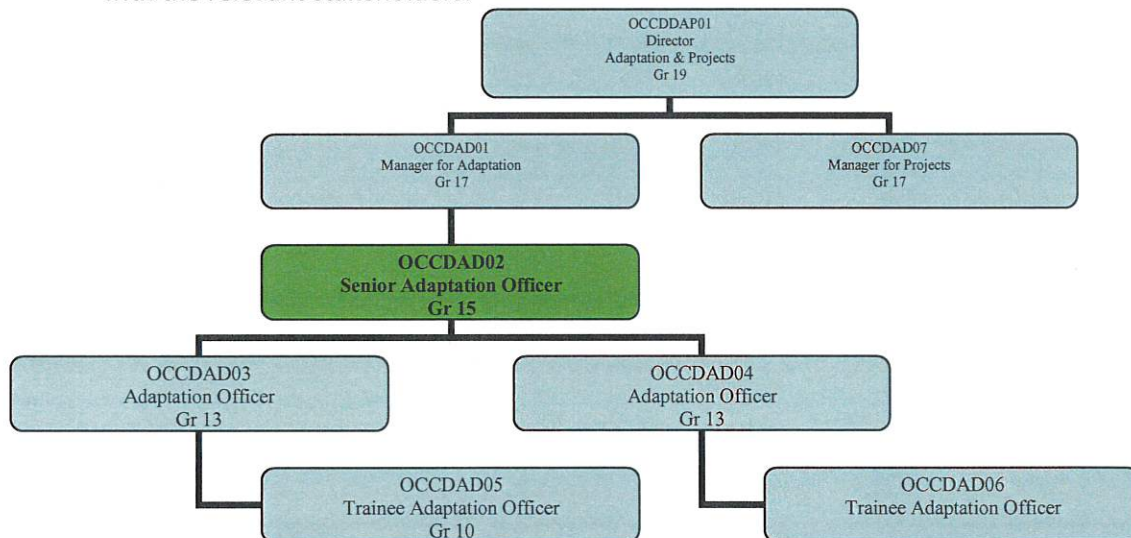 OCCDDAP01
Director
Adaptation & Projects
Gr 19
OCCDAD01
Manager for Adaptation
Gr 17
OCCDAD07
Manager for Projects
Gr 17
OCCDAD02
Senior Adaptation Officer
Gr 15
OCCDAD03
Adaptation Officer
Gr 13
OCCDAD04
Adaptation Officer
Gr 13
OCCDAD05
Trainee Adaptation Officer
Gr 10
OCCDAD06
Trainee Adaptation Officer